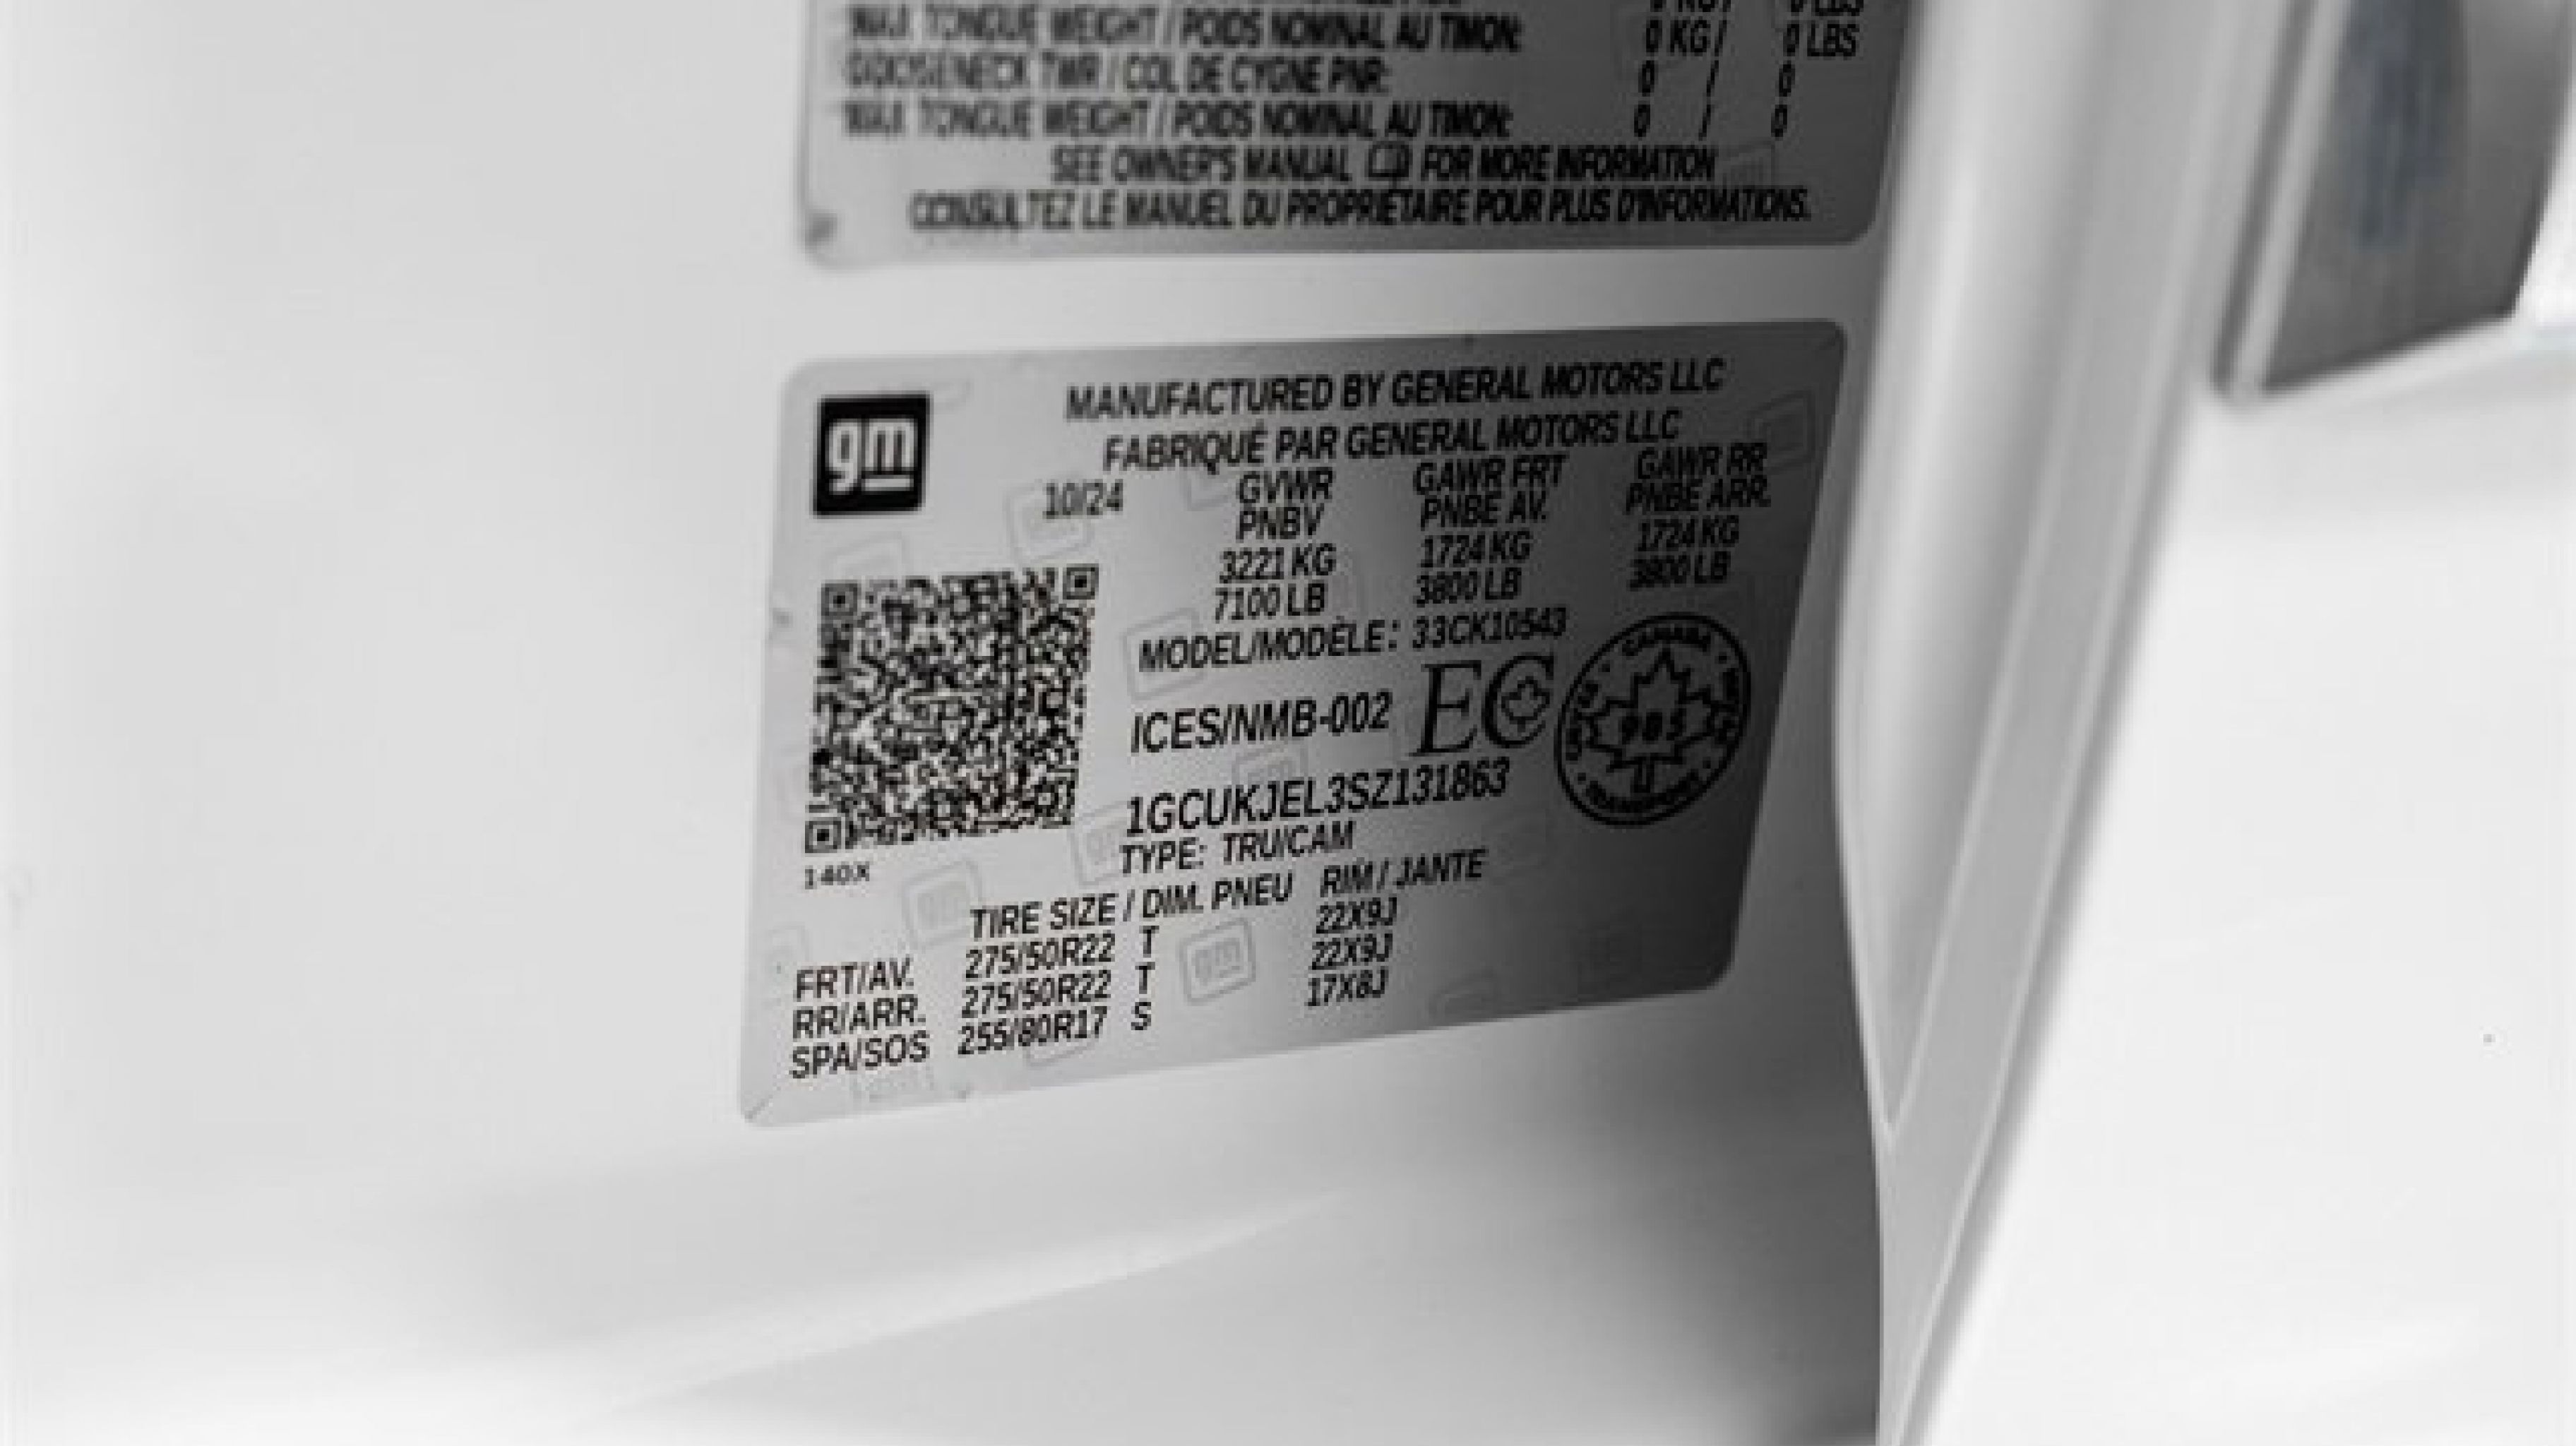 MAX TONGUE WEIGHT / POIDS NOMINAL AU TIMON: 0 KG / 0 LBS
GOOSENECK TWR / COL DE CYGNE PNR: 0 / 0
MAX TONGUE WEIGHT / POIDS NOMINAL AU TIMON: 0 / 0
SEE OWNER'S MANUAL FOR MORE INFORMATION
CONSULTEZ LE MANUEL DU PROPRIETAIRE POUR PLUS D'INFORMATIONS.
gm
MANUFACTURED BY GENERAL MOTORS LLC
FABRIQUÉ PAR GENERAL MOTORS LLC
10/24 GVWR GAWR FRT GAWR RR
PNBV PNBE AV. PNBE ARR.
3221 KG 1724 KG 1724 KG
7100 LB 3800 LB 3800 LB
MODEL/MODÈLE: 33CK10543
ICES/NMB-002 EC
CANADA
TRANSPORT
985
1GCUKJEL3SZ131863
TYPE: TRU/CAM
140X
TIRE SIZE / DIM. PNEU RIM / JANTE
FRT/AV. 275/50R22 T 22X9J
RR/ARR. 275/50R22 T 22X9J
SPA/SOS 255/80R17 S 17X8J